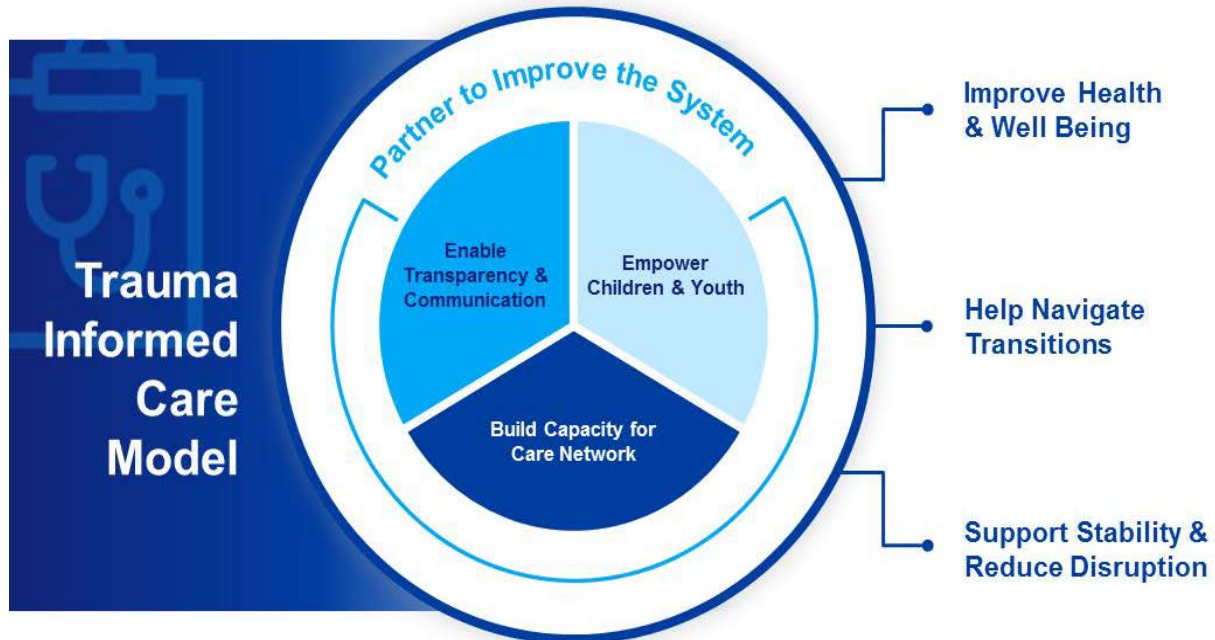 Trauma
Informed
Care
Model
Partner to Improve the System
Enable
Transparency &
Communication
Empower
Children & Youth
Build Capacity for
Care Network
Improve Health
& Well Being
Help Navigate
Transitions
Support Stability &
Reduce Disruption